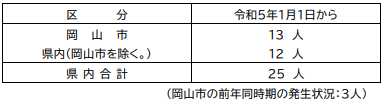 区 分 令和5年1月1日から
岡 山 市 13 人
県内(岡山市を除く。) 12 人
県 内 合 計 25 人
(岡山市の前年同時期の発生状況:3人)